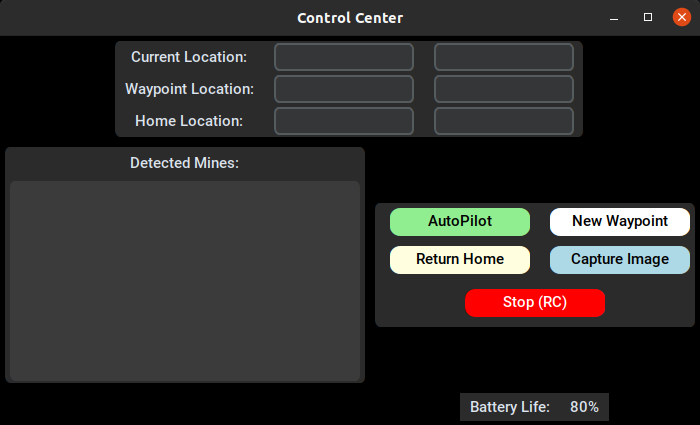 Control Center
Current Location:
Waypoint Location:
Home Location:
Detected Mines:
AutoPilot
New Waypoint
Return Home
Capture Image
Stop (RC)
Battery Life: 80%